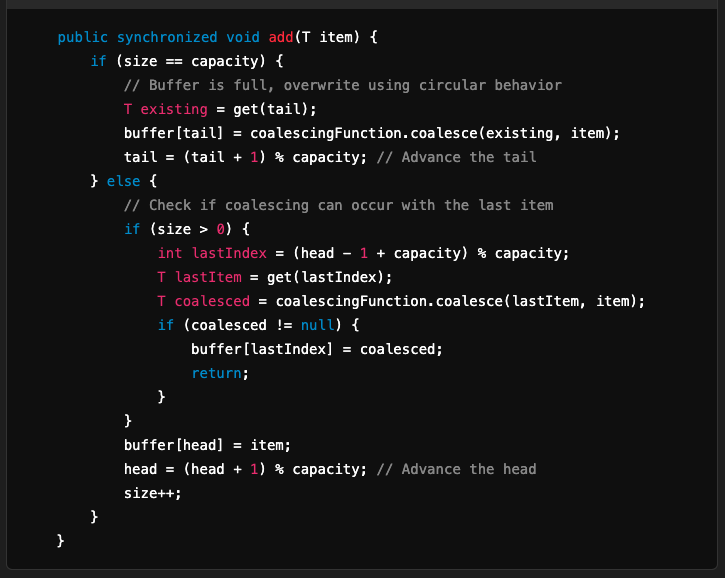 public synchronized void add(T item) {
    if (size == capacity) {
        // Buffer is full, overwrite using circular behavior
        T existing = get(tail);
        buffer[tail] = coalescingFunction.coalesce(existing, item);
        tail = (tail + 1) % capacity; // Advance the tail
    } else {
        // Check if coalescing can occur with the last item
        if (size > 0) {
            int lastIndex = (head - 1 + capacity) % capacity;
            T lastItem = get(lastIndex);
            T coalesced = coalescingFunction.coalesce(lastItem, item);
            if (coalesced != null) {
                buffer[lastIndex] = coalesced;
                return;
            }
        }
        buffer[head] = item;
        head = (head + 1) % capacity; // Advance the head
        size++;
    }
}